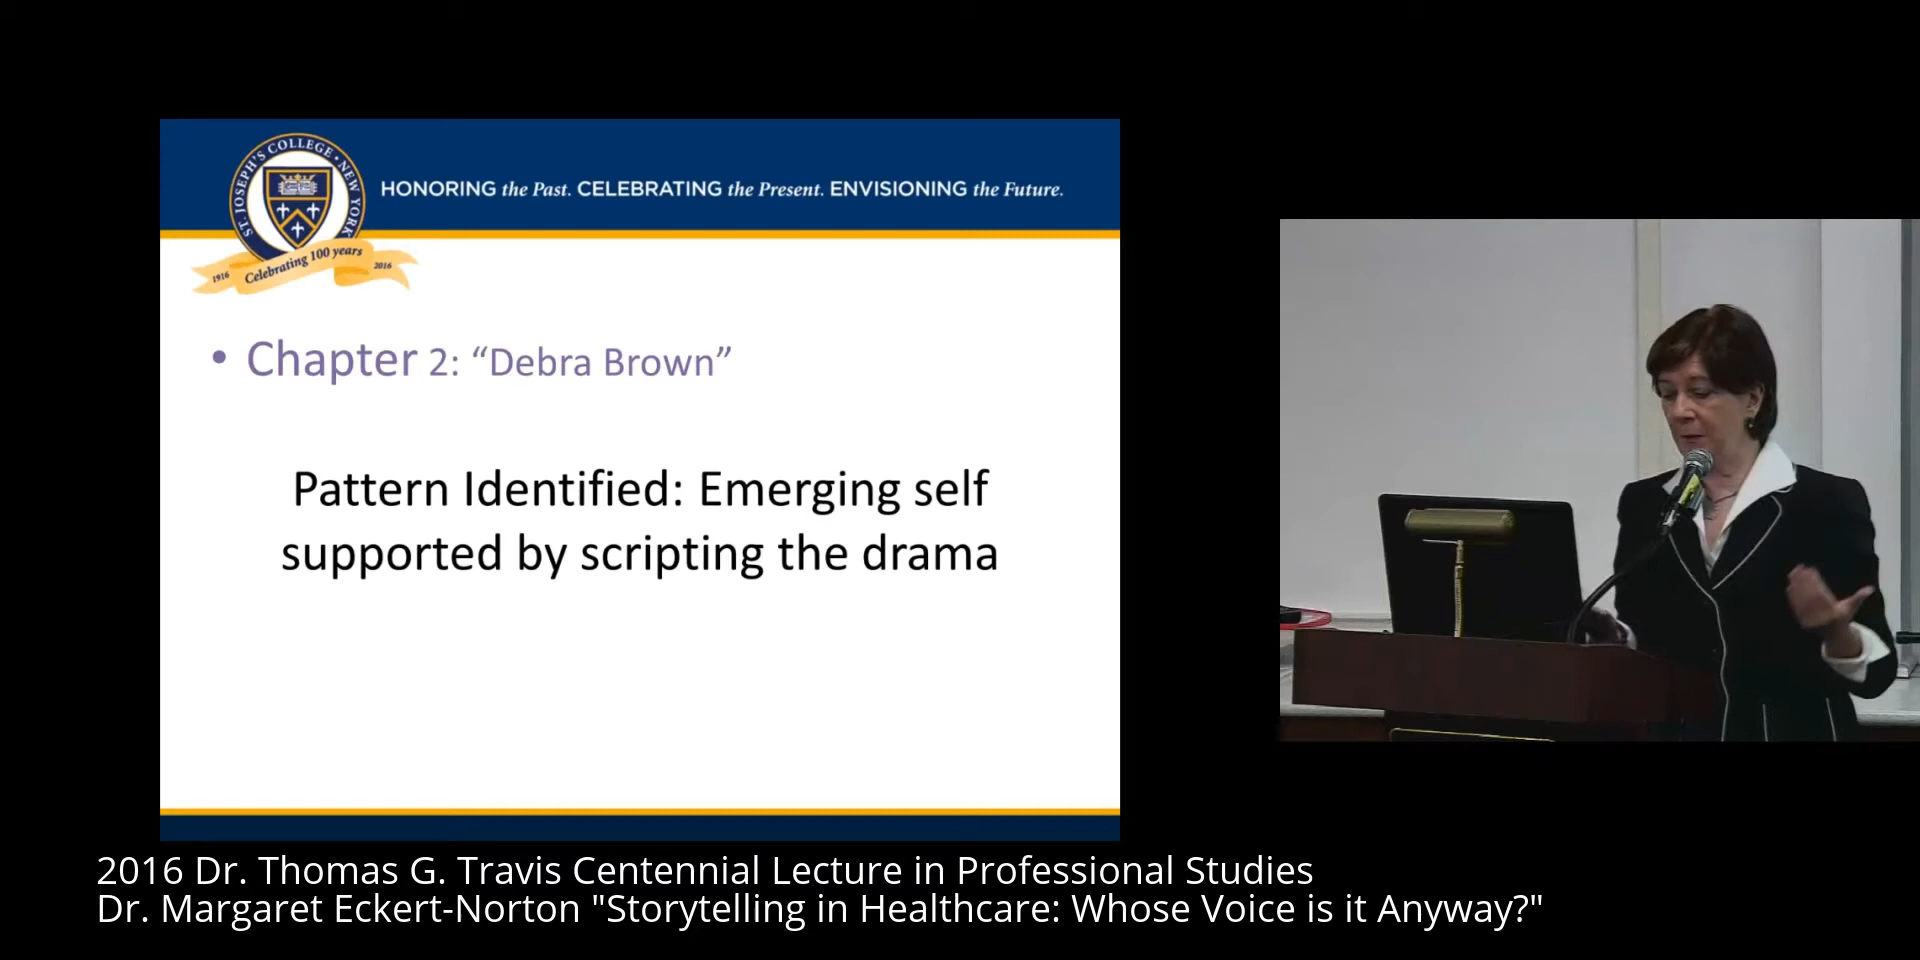 ST. JOSEPH'S COLLEGE • NEW YORK
HONORING the Past. CELEBRATING the Present. ENVISIONING the Future.
1916 Celebrating 100 years 2016
• Chapter 2: “Debra Brown”
Pattern Identified: Emerging self
supported by scripting the drama
2016 Dr. Thomas G. Travis Centennial Lecture in Professional Studies
Dr. Margaret Eckert-Norton "Storytelling in Healthcare: Whose Voice is it Anyway?"